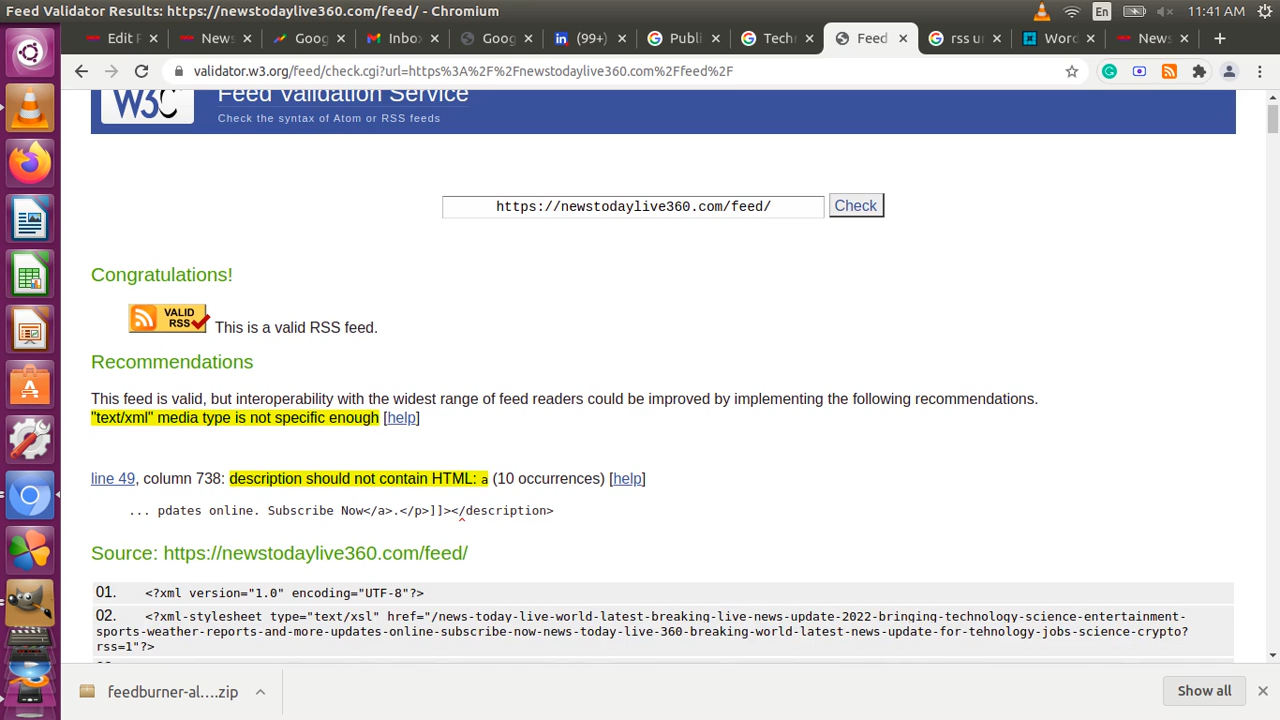 Feed Validator Results: https://newstodaylive360.com/feed/ - Chromium
En
11:41 AM
Edit F
News
Goog
Inbo
Goog
(99+)
Publi
Techr
Feed
rss ur
Word
News
validator.w3.org/feed/check.cgi?url=https%3A%2F%2Fnewstodaylive360.com%2Ffeed%2F
W3C
Feed Validation Service
Check the syntax of Atom or RSS feeds
https://newstodaylive360.com/feed/
Check
Congratulations!
VALID RSS This is a valid RSS feed.
Recommendations
This feed is valid, but interoperability with the widest range of feed readers could be improved by implementing the following recommendations.
"text/xml" media type is not specific enough [help]
line 49, column 738: description should not contain HTML: a (10 occurrences) [help]
... pdates online. Subscribe Now</a>.</p>]]></description>
^
Source: https://newstodaylive360.com/feed/
01. <?xml version="1.0" encoding="UTF-8"?>
02. <?xml-stylesheet type="text/xsl" href="/news-today-live-world-latest-breaking-live-news-update-2022-bringing-technology-science-entertainment-
sports-weather-reports-and-more-updates-online-subscribe-now-news-today-live-360-breaking-world-latest-news-update-for-tehnology-jobs-science-crypto?
rss=1"?>
feedburner-al....zip
Show all